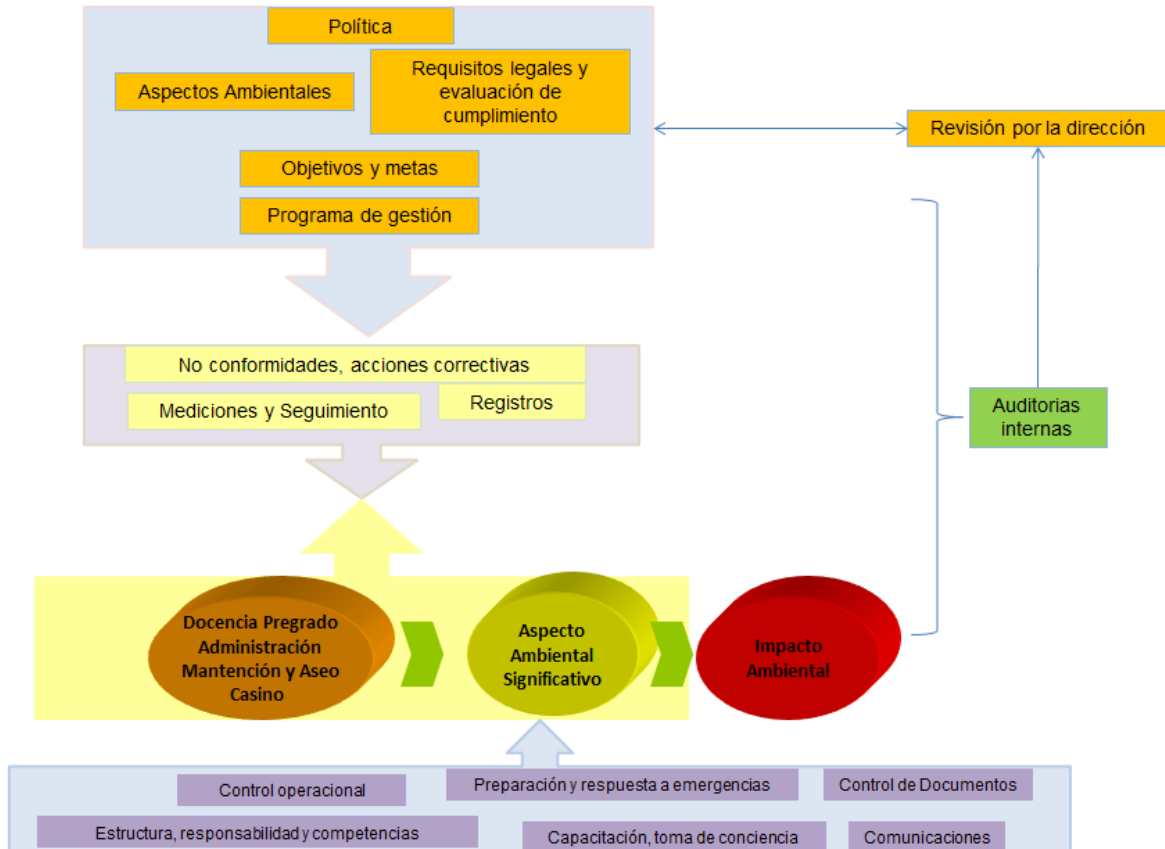 Política
Requisitos legales y
evaluación de
cumplimiento
Aspectos Ambientales
Revisión por la dirección
Objetivos y metas
Programa de gestión
No conformidades, acciones correctivas
Registros
Mediciones y Seguimiento
Auditorias
internas
Docencia Pregrado
Administración
Mantención y Aseo
Casino
Aspecto
Ambiental
Significativo
Impacto
Ambiental
Control operacional
Preparación y respuesta a emergencias
Control de Documentos
Estructura, responsabilidad y competencias
Capacitación, toma de conciencia
Comunicaciones